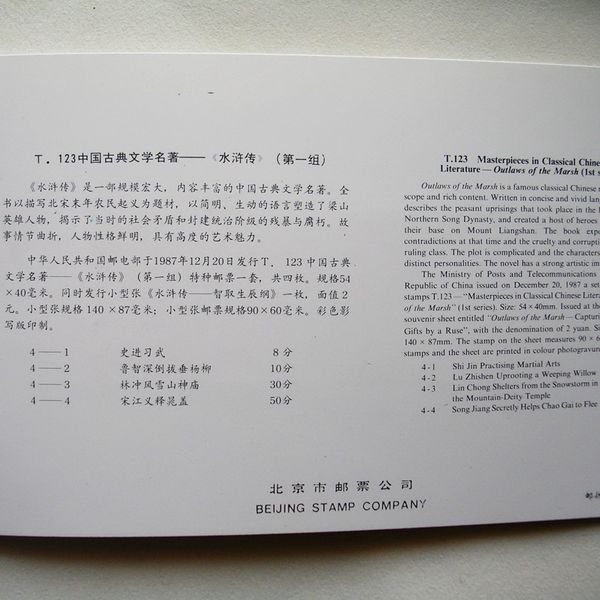 T. 123中国古典文学名著——《水浒传》(第一组)
《水浒传》是一部规模宏大，内容丰富的中国古典文学名著。全
书以描写北宋末年农民起义为题材，以简明、生动的语言塑造了梁山
英雄人物，揭示了当时的社会矛盾和封建统治阶级的残暴与腐朽。故
事情节曲折，人物性格鲜明，具有高度的艺术魅力。
中华人民共和国邮电部于1987年12月20日发行T. 123 中国古典
文学名著——《水浒传》(第一组) 特种邮票一套，共四枚。规格54
×40毫米。同时发行小型张《水浒传——智取生辰纲》一枚，面值2
元。小型张规格140×87毫米；小型张邮票规格90×60毫米。彩色影
写版印制。
4——1 史进习武 8分
4——2 鲁智深倒拔垂杨柳 10分
4——3 林冲风雪山神庙 30分
4——4 宋江义释晁盖 50分
T.123 Masterpieces in Classical Chine
Literature—Outlaws of the Marsh (1st s
Outlaws of the Marsh is a famous classical Chinese
scope and rich content. Written in concise and vivid lan
describes the peasant uprisings that took place in the
Northern Song Dynasty, and created a host of heroes
their base on Mount Liangshan. The book exp
contradictions at that time and the cruelty and corrupti
ruling class. The plot is complicated and the characters
distinct personalities. The novel has a strong artistic im
The Ministry of Posts and Telecommunications
Republic of China issued on December 20, 1987 a set
stamps T.123—"Masterpieces in Classical Chinese Litera
of the Marsh" (1st series). Size: 54×40mm. Issued at the
souvenir sheet entitled "Outlaws of the Marsh—Captur
Gifts by a Ruse", with the denomination of 2 yuan. Si
140 × 87mm. The stamp on the sheet measures 90 × 6
stamps and the sheet are printed in colour photogravur
4-1 Shi Jin Practising Martial Arts
4-2 Lu Zhishen Uprooting a Weeping Willow
4-3 Lin Chong Shelters from the Snowstorm in
the Mountain-Deity Temple
4-4 Song Jiang Secretly Helps Chao Gai to Flee
北京市邮票公司
BEIJING STAMP COMPANY